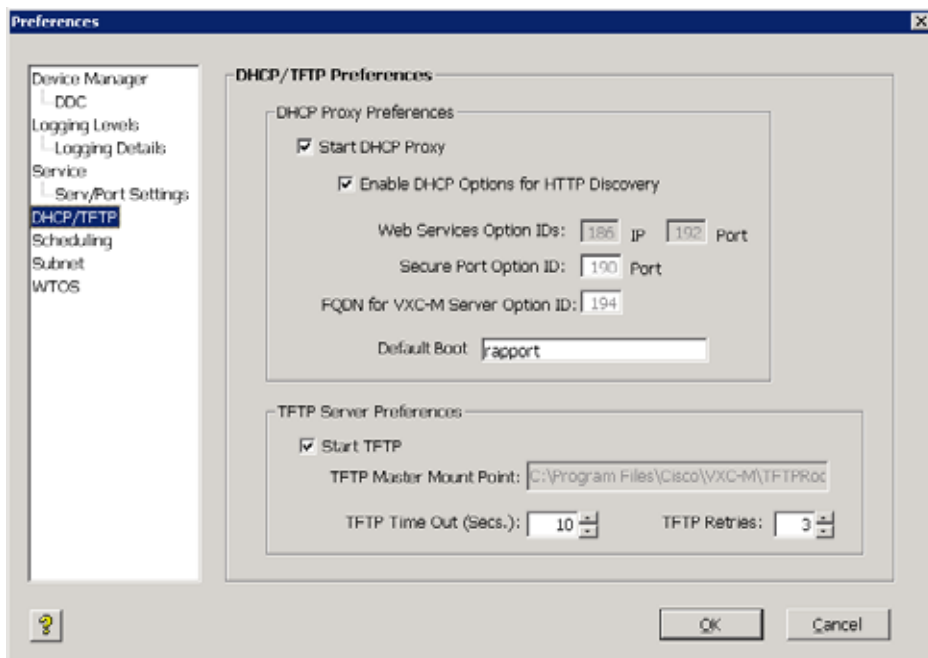 Preferences
Device Manager
DDC
Logging Levels
Logging Details
Service
Serv/Port Settings
DHCP/TFTP
Scheduling
Subnet
WTOS
DHCP/TFTP Preferences
DHCP Proxy Preferences
Start DHCP Proxy
Enable DHCP Options for HTTP Discovery
Web Services Option IDs: 186 IP 192 Port
Secure Port Option ID: 190 Port
FQDN for VXC-M Server Option ID: 194
Default Boot rapport
TFTP Server Preferences
Start TFTP
TFTP Master Mount Point: C:\Program Files\Cisco\VXC-M\TFTPRoc
TFTP Time Out (Secs.): 10 TFTP Retries: 3
?
OK Cancel